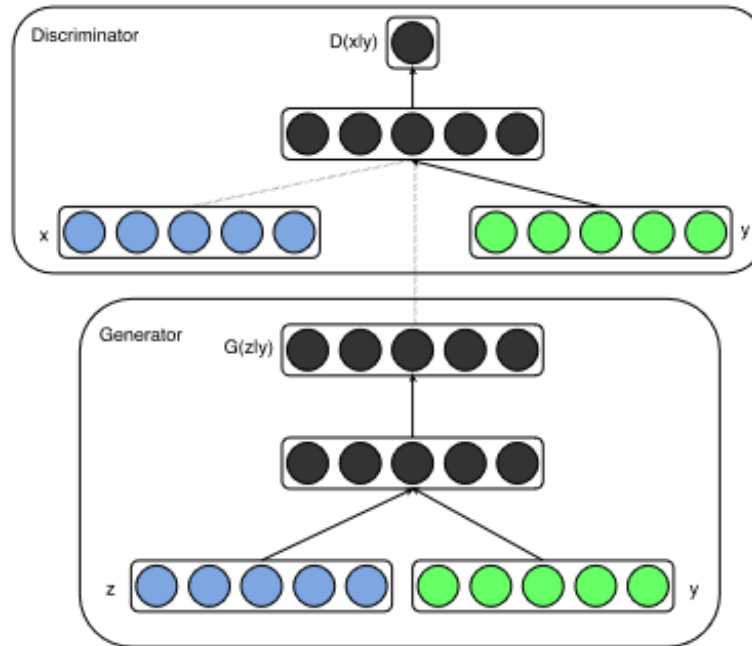 Discriminator
D(x|y)
x
y
Generator
G(z|y)
z
y